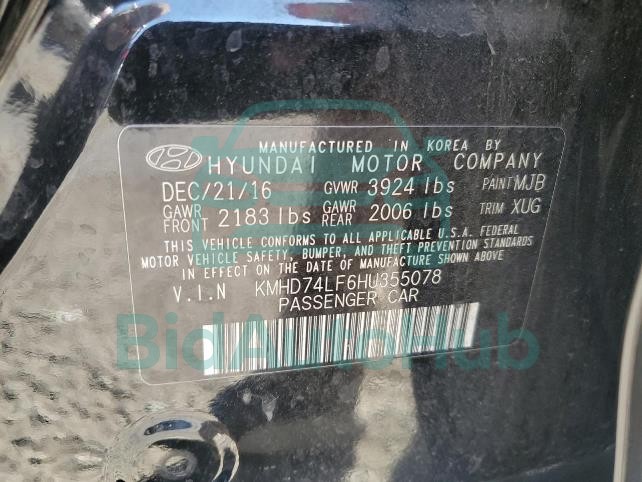 MANUFACTURED IN KOREA BY
HYUNDAI MOTOR COMPANY
DEC/21/16 GVWR 3924 lbs PAINT MJB
GAWR FRONT 2183 lbs GAWR REAR 2006 lbs TRIM XUG
THIS VEHICLE CONFORMS TO ALL APPLICABLE U.S.A. FEDERAL
MOTOR VEHICLE SAFETY, BUMPER, AND THEFT PREVENTION STANDARDS
IN EFFECT ON THE DATE OF MANUFACTURE SHOWN ABOVE
V.I.N KMHD74LF6HU355078
PASSENGER CAR
BidAutoHub